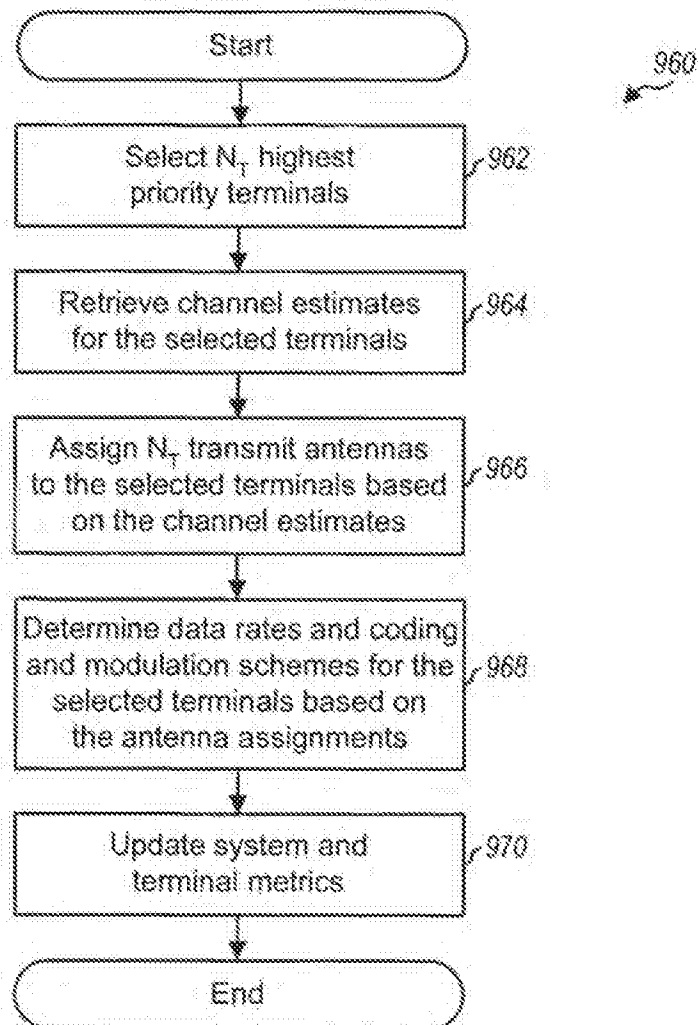 Start
960
Select N_T highest
priority terminals
962
Retrieve channel estimates
for the selected terminals
964
Assign N_T transmit antennas
to the selected terminals based
on the channel estimates
966
Determine data rates and coding
and modulation schemes for the
selected terminals based on
the antenna assignments
968
Update system and
terminal metrics
970
End